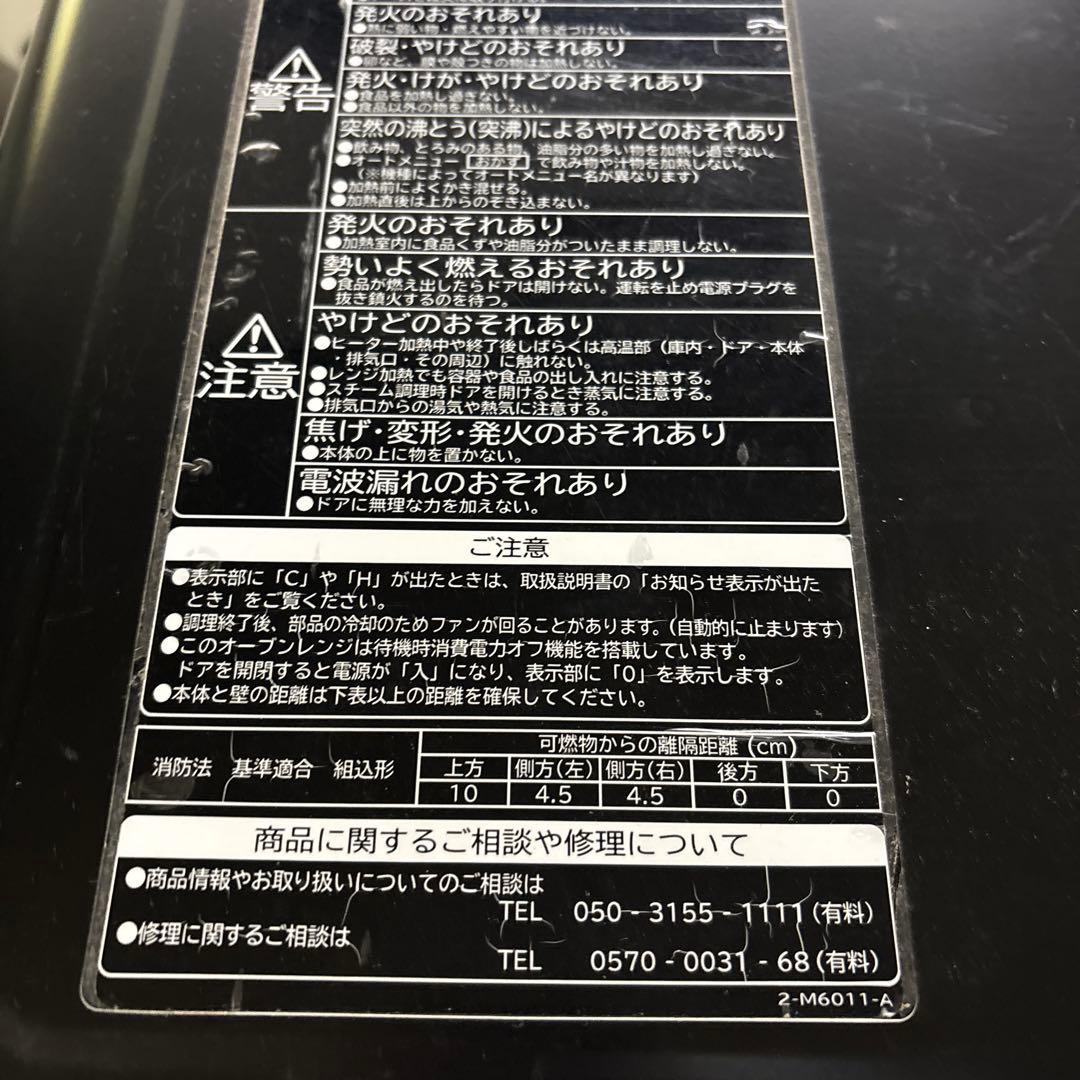 発火のおそれあり
●熱に弱い物・燃えやすい物を近づけない。
破裂・やけどのおそれあり
●卵など、膜や殻つきの物は加熱しない。
警告
発火・けが・やけどのおそれあり
●食品を加熱し過ぎない。
●食品以外の物を加熱しない。
突然の沸とう(突沸)によるやけどのおそれあり
●飲み物、とろみのある物、油脂分の多い物を加熱し過ぎない。
●オートメニュー おかず で飲み物や汁物を加熱しない。
(※機種によってオートメニュー名が異なります)
●加熱前によくかき混ぜる。
●加熱直後は上からのぞき込まない。
発火のおそれあり
●加熱室内に食品くずや油脂分がついたまま調理しない。
勢いよく燃えるおそれあり
●食品が燃え出したらドアは開けない。運転を止め電源プラグを
抜き鎮火するのを待つ。
注意
やけどのおそれあり
●ヒーター加熱中や終了後しばらくは高温部(庫内・ドア・本体
・排気口・その周辺)に触れない。
●レンジ加熱でも容器や食品の出し入れに注意する。
●スチーム調理時ドアを開けるとき蒸気に注意する。
●排気口からの湯気や熱気に注意する。
焦げ・変形・発火のおそれあり
●本体の上に物を置かない。
電波漏れのおそれあり
●ドアに無理な力を加えない。
ご注意
●表示部に「C」や「H」が出たときは、取扱説明書の「お知らせ表示が出た
とき」をご覧ください。
●調理終了後、部品の冷却のためファンが回ることがあります。(自動的に止まります)
●このオーブンレンジは待機時消費電力オフ機能を搭載しています。
ドアを開閉すると電源が「入」になり、表示部に「0」を表示します。
●本体と壁の距離は下表以上の距離を確保してください。
消防法 基準適合 組込形
可燃物からの離隔距離(cm)
上方 側方(左) 側方(右) 後方 下方
10 4.5 4.5 0 0
商品に関するご相談や修理について
●商品情報やお取り扱いについてのご相談は
TEL 050-3155-1111(有料)
●修理に関するご相談は
TEL 0570-0031-68(有料)
2-M6011-A